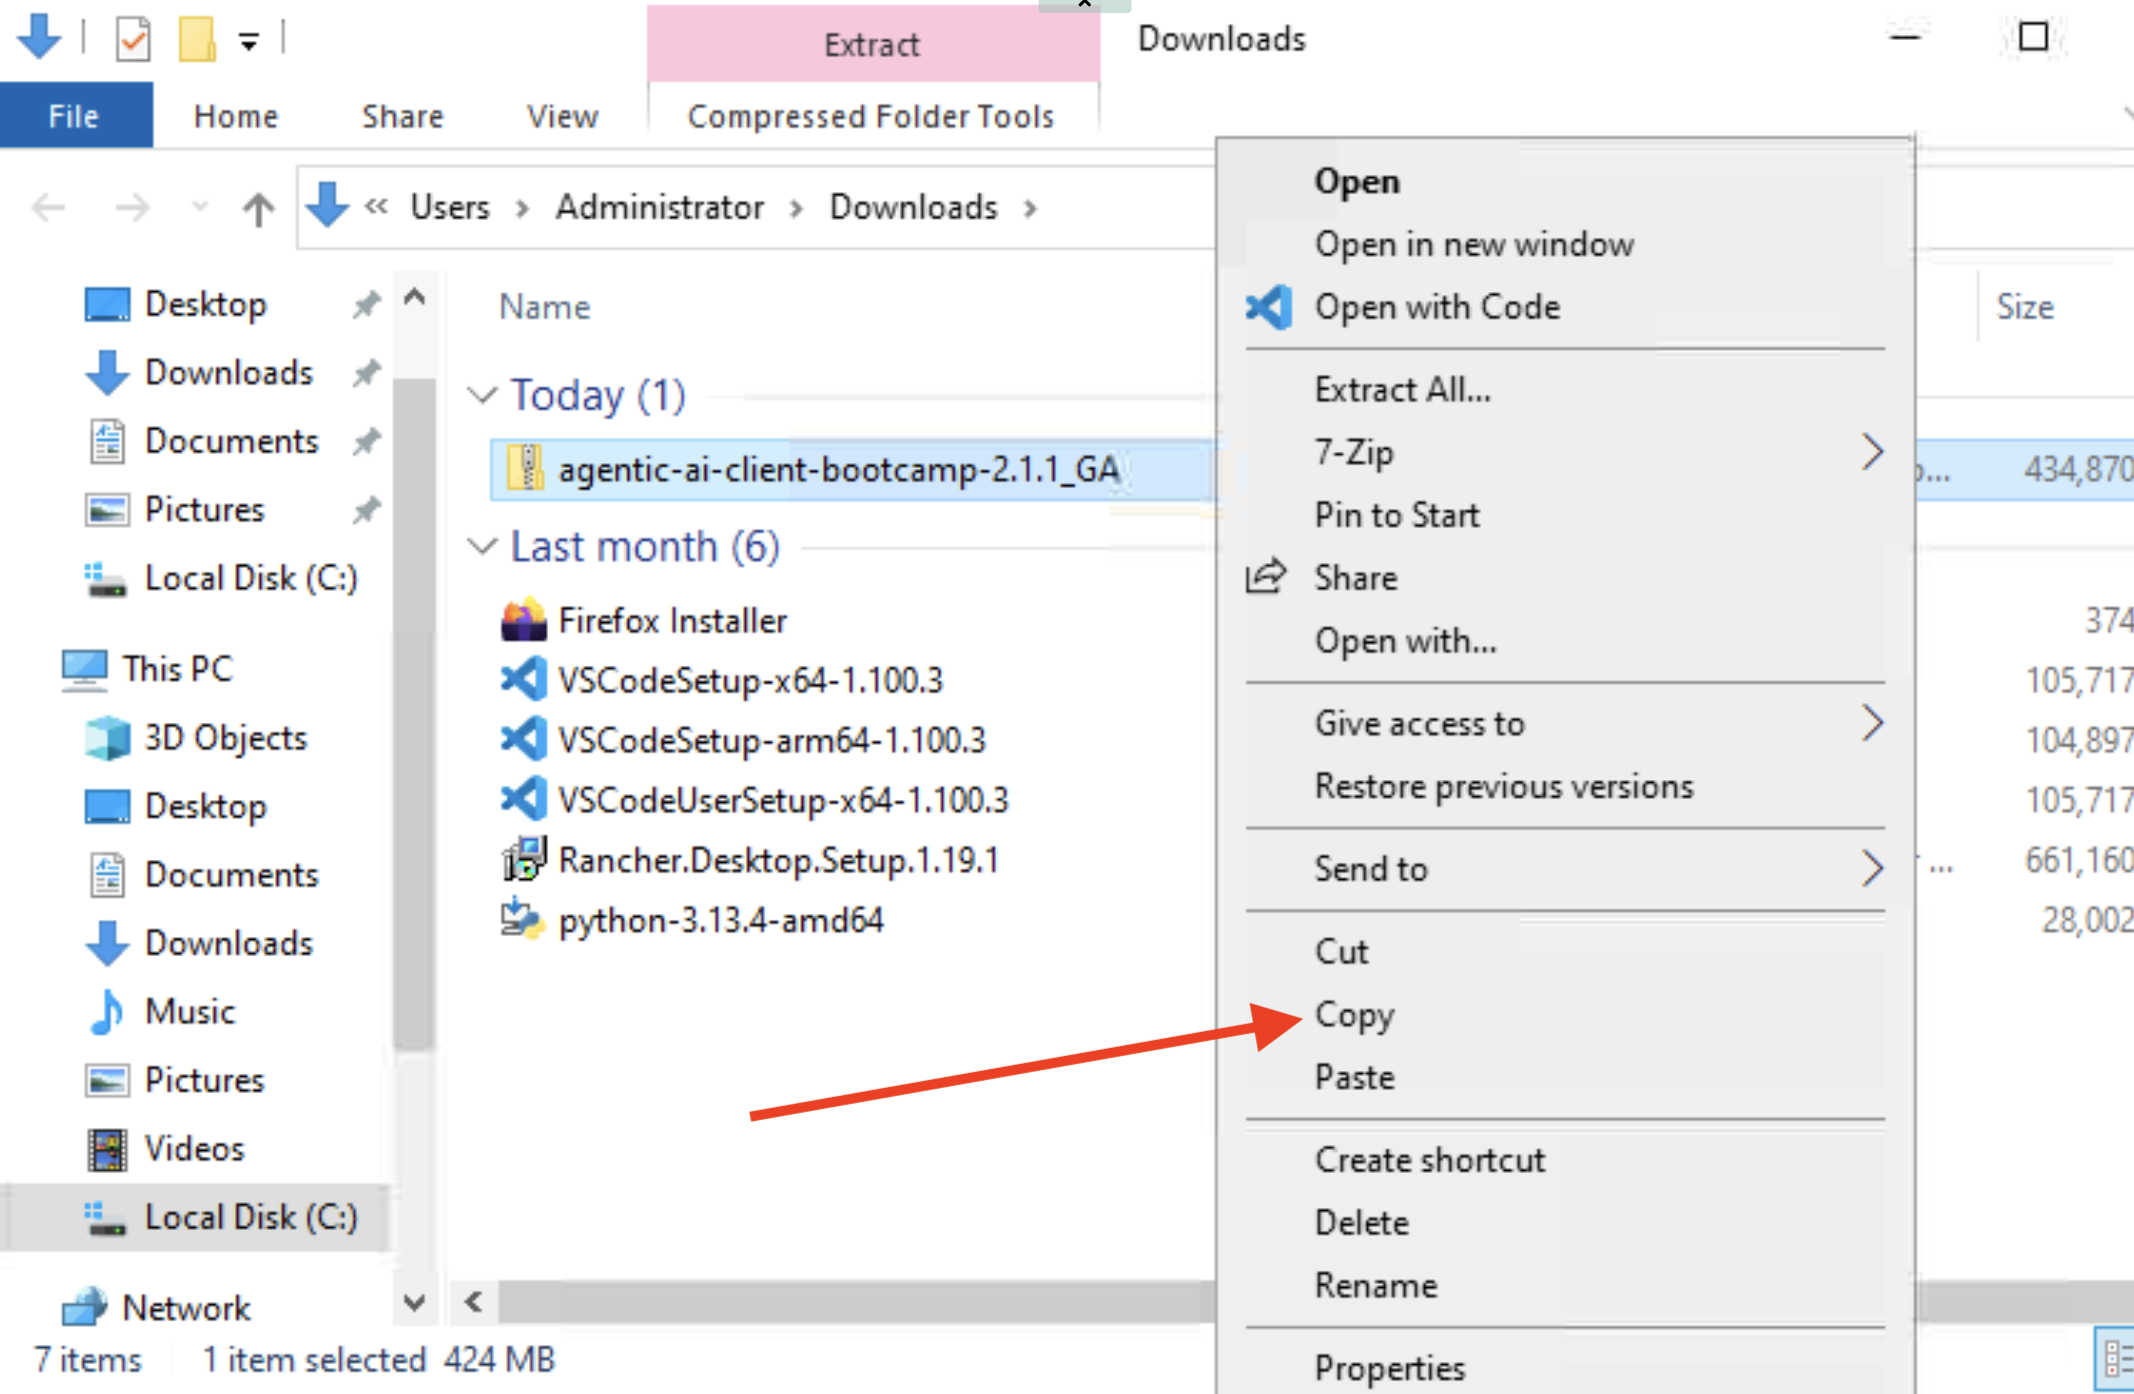 Extract
Downloads
File
Home
Share
View
Compressed Folder Tools
« Users > Administrator > Downloads >
Desktop
Downloads
Documents
Pictures
Local Disk (C:)
This PC
3D Objects
Desktop
Documents
Downloads
Music
Pictures
Videos
Local Disk (C:)
Network
Name
Size
Today (1)
agentic-ai-client-bootcamp-2.1.1_GA
434,870
Last month (6)
Firefox Installer
374
VSCodeSetup-x64-1.100.3
105,717
VSCodeSetup-arm64-1.100.3
104,897
VSCodeUserSetup-x64-1.100.3
105,717
Rancher.Desktop.Setup.1.19.1
661,160
python-3.13.4-amd64
28,002
Open
Open in new window
Open with Code
Extract All...
7-Zip
Pin to Start
Share
Open with...
Give access to
Restore previous versions
Send to
Cut
Copy
Paste
Create shortcut
Delete
Rename
Properties
7 items
1 item selected 424 MB